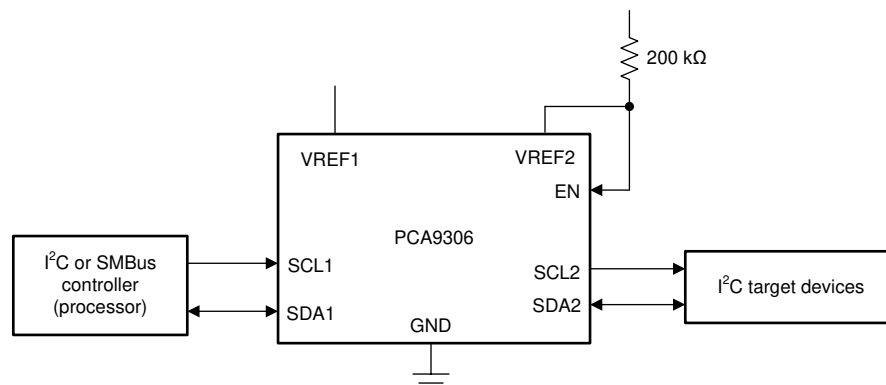 200 kΩ
VREF1
VREF2
EN
PCA9306
I²C or SMBus
controller
(processor)
SCL1
SDA1
GND
SCL2
SDA2
I²C target devices